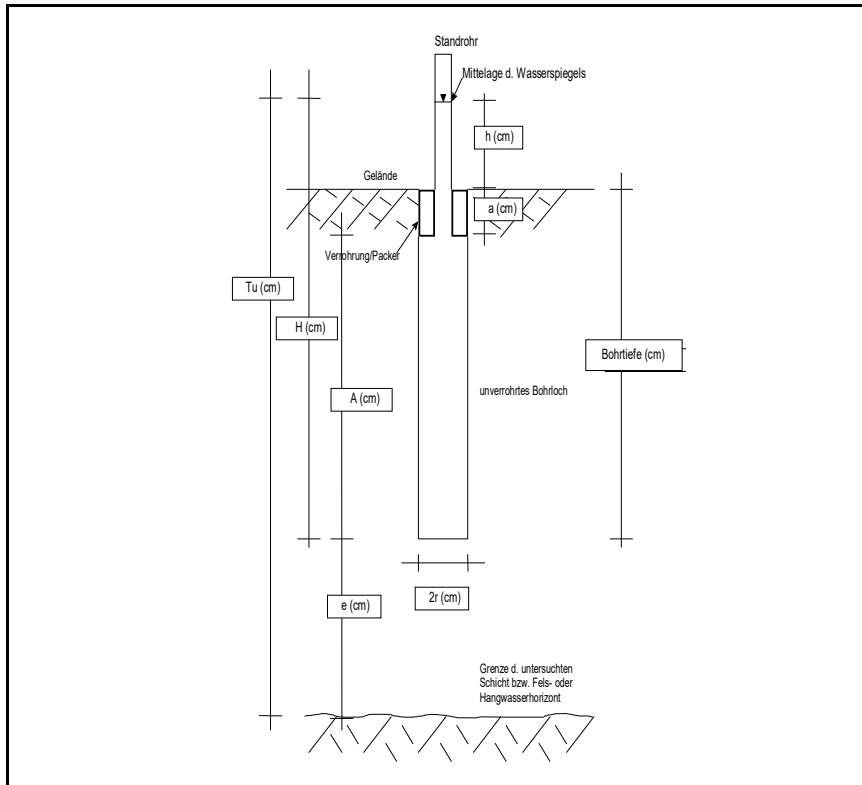 Standrohr
Mittelage d. Wasserspiegels
h (cm)
Gelände
a (cm)
Verrohrung/Packer
Tu (cm)
H (cm)
Bohrtiefe (cm)
A (cm)
unverrohrtes Bohrloch
2r (cm)
e (cm)
Grenze d. untersuchten
Schicht bzw. Fels- oder
Hangwasserhorizont